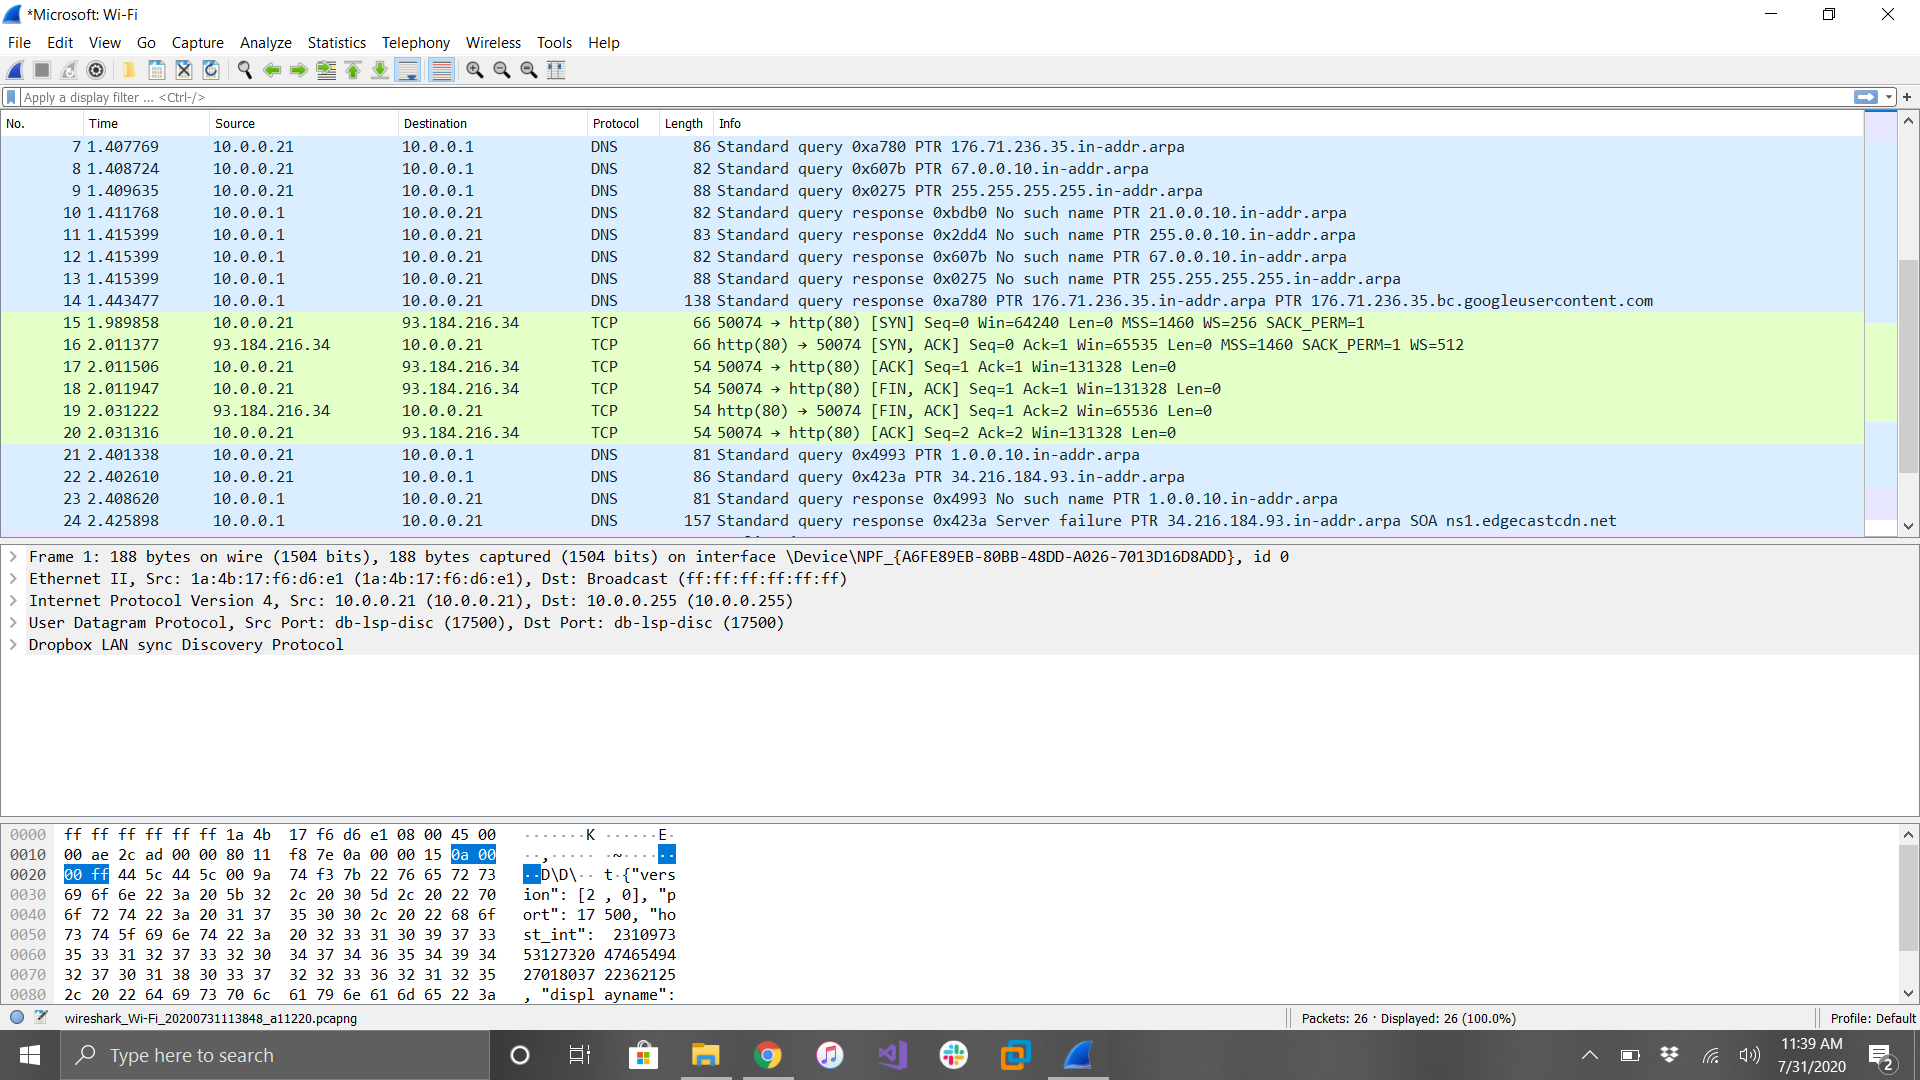 *Microsoft: Wi-Fi
File Edit View Go Capture Analyze Statistics Telephony Wireless Tools Help
Apply a display filter ... <Ctrl-/>
No. Time Source Destination Protocol Length Info
7 1.407769 10.0.0.21 10.0.0.1 DNS 86 Standard query 0xa780 PTR 176.71.236.35.in-addr.arpa
8 1.408724 10.0.0.21 10.0.0.1 DNS 82 Standard query 0x607b PTR 67.0.0.10.in-addr.arpa
9 1.409635 10.0.0.21 10.0.0.1 DNS 88 Standard query 0x0275 PTR 255.255.255.255.in-addr.arpa
10 1.411768 10.0.0.1 10.0.0.21 DNS 82 Standard query response 0xbdb0 No such name PTR 21.0.0.10.in-addr.arpa
11 1.415399 10.0.0.1 10.0.0.21 DNS 83 Standard query response 0x2dd4 No such name PTR 255.0.0.10.in-addr.arpa
12 1.415399 10.0.0.1 10.0.0.21 DNS 82 Standard query response 0x607b No such name PTR 67.0.0.10.in-addr.arpa
13 1.415399 10.0.0.1 10.0.0.21 DNS 88 Standard query response 0x0275 No such name PTR 255.255.255.255.in-addr.arpa
14 1.443477 10.0.0.1 10.0.0.21 DNS 138 Standard query response 0xa780 PTR 176.71.236.35.in-addr.arpa PTR 176.71.236.35.bc.googleusercontent.com
15 1.989858 10.0.0.21 93.184.216.34 TCP 66 50074 → http(80) [SYN] Seq=0 Win=64240 Len=0 MSS=1460 WS=256 SACK_PERM=1
16 2.011377 93.184.216.34 10.0.0.21 TCP 66 http(80) → 50074 [SYN, ACK] Seq=0 Ack=1 Win=65535 Len=0 MSS=1460 SACK_PERM=1 WS=512
17 2.011506 10.0.0.21 93.184.216.34 TCP 54 50074 → http(80) [ACK] Seq=1 Ack=1 Win=131328 Len=0
18 2.011947 10.0.0.21 93.184.216.34 TCP 54 50074 → http(80) [FIN, ACK] Seq=1 Ack=1 Win=131328 Len=0
19 2.031222 93.184.216.34 10.0.0.21 TCP 54 http(80) → 50074 [FIN, ACK] Seq=1 Ack=2 Win=65536 Len=0
20 2.031316 10.0.0.21 93.184.216.34 TCP 54 50074 → http(80) [ACK] Seq=2 Ack=2 Win=131328 Len=0
21 2.401338 10.0.0.21 10.0.0.1 DNS 81 Standard query 0x4993 PTR 1.0.0.10.in-addr.arpa
22 2.402610 10.0.0.21 10.0.0.1 DNS 86 Standard query 0x423a PTR 34.216.184.93.in-addr.arpa
23 2.408620 10.0.0.1 10.0.0.21 DNS 81 Standard query response 0x4993 No such name PTR 1.0.0.10.in-addr.arpa
24 2.425898 10.0.0.1 10.0.0.21 DNS 157 Standard query response 0x423a Server failure PTR 34.216.184.93.in-addr.arpa SOA ns1.edgecastcdn.net
Frame 1: 188 bytes on wire (1504 bits), 188 bytes captured (1504 bits) on interface \Device\NPF_{A6FE89EB-80BB-48DD-A026-7013D16D8ADD}, id 0
Ethernet II, Src: 1a:4b:17:f6:d6:e1 (1a:4b:17:f6:d6:e1), Dst: Broadcast (ff:ff:ff:ff:ff:ff)
Internet Protocol Version 4, Src: 10.0.0.21 (10.0.0.21), Dst: 10.0.0.255 (10.0.0.255)
User Datagram Protocol, Src Port: db-lsp-disc (17500), Dst Port: db-lsp-disc (17500)
Dropbox LAN sync Discovery Protocol
0000 ff ff ff ff ff ff 1a 4b 17 f6 d6 e1 08 00 45 00 ·······K ······E·
0010 00 ae 2c ad 00 00 80 11 f8 7e 0a 00 00 15 0a 00 ··,····· ·~······
0020 00 ff 44 5c 44 5c 00 9a 74 f3 7b 22 76 65 72 73 ··D\D\·· t·{"vers
0030 69 6f 6e 22 3a 20 5b 32 2c 20 30 5d 2c 20 22 70 ion": [2 , 0], "p
0040 6f 72 74 22 3a 20 31 37 35 30 30 2c 20 22 68 6f ort": 17 500, "ho
0050 73 74 5f 69 6e 74 22 3a 20 32 33 31 30 39 37 33 st_int": 2310973
0060 35 33 31 32 37 33 32 30 34 37 34 36 35 34 39 34 53127320 47465494
0070 32 37 30 31 38 30 33 37 32 32 33 36 32 31 32 35 27018037 22362125
0080 2c 20 22 64 69 73 70 6c 61 79 6e 61 6d 65 22 3a , "displ ayname":
wireshark_Wi-Fi_20200731113848_a11220.pcapng Packets: 26 · Displayed: 26 (100.0%) Profile: Default
Type here to search
11:39 AM
7/31/2020
2